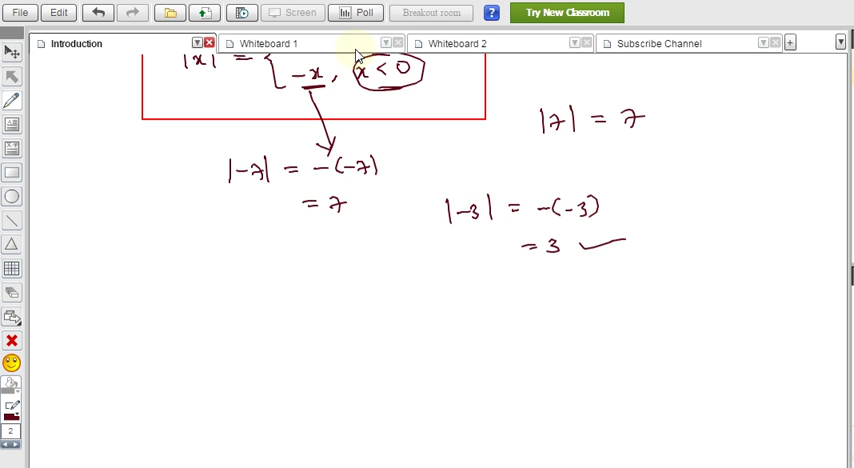 File Edit Screen Poll Breakout room ? Try New Classroom
Introduction Whiteboard 1 Whiteboard 2 Subscribe Channel +
|x| = { -x, x < 0
|7| = 7
|-7| = -(-7)
= 7
|-3| = -(-3)
= 3 ✓
2